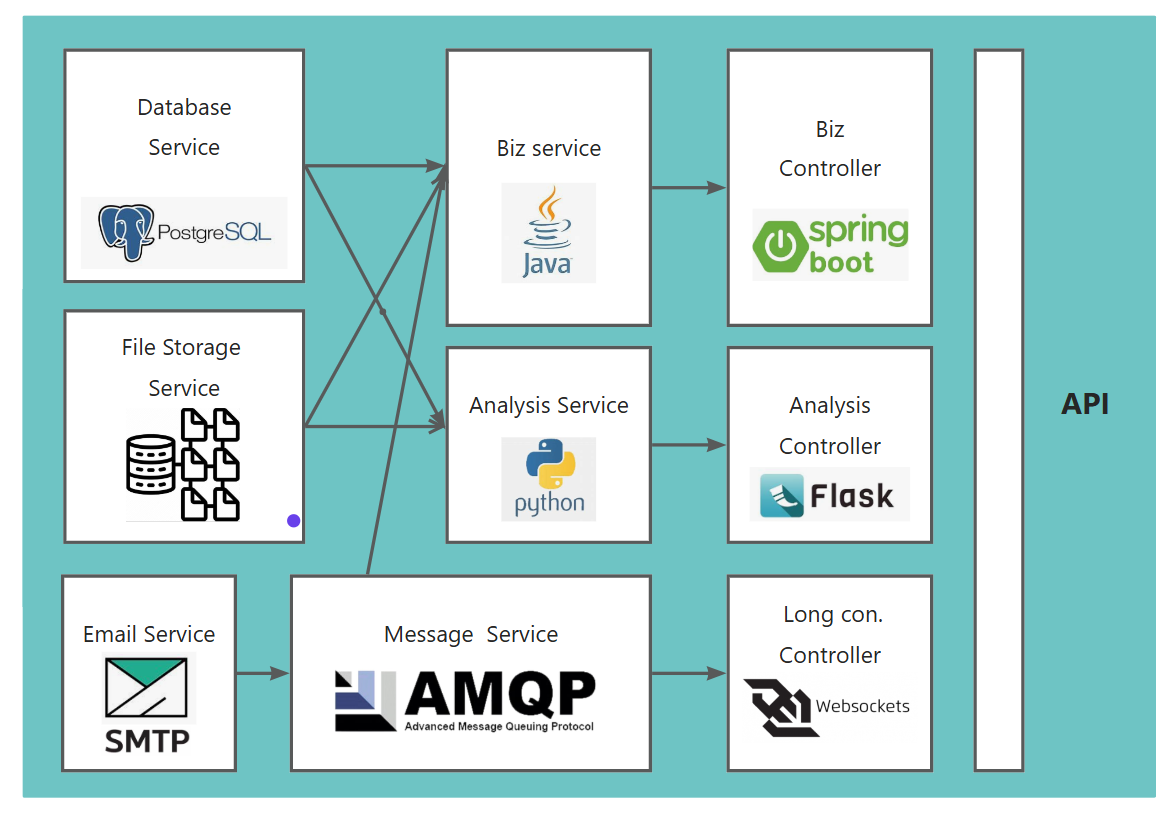 Database
Service
PostgreSQL
Biz service
Java
Biz
Controller
spring
boot
File Storage
Service
Analysis Service
python
Analysis
Controller
Flask
API
Email Service
SMTP
Message  Service
AMQP
Advanced Message Queuing Protocol
Long con.
Controller
Websockets